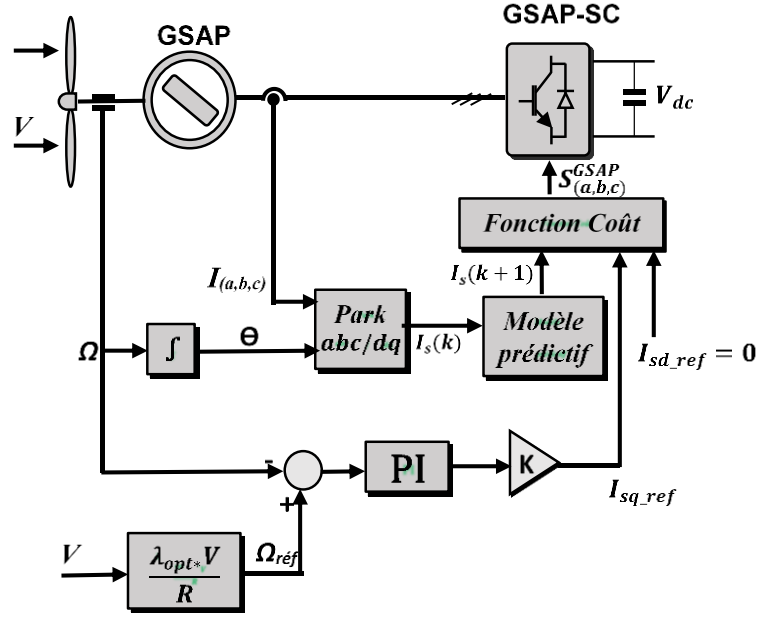 GSAP-SC
GSAP
V
V_dc
S^GSAP_(a,b,c)
Fonction Coût
I_s(k + 1)
I_(a,b,c)
Park
abc/dq
I_s(k)
Modèle
prédictif
I_sd_ref = 0
Ω
∫
Θ
-
PI
K
+
I_sq_ref
V
λ_opt* V
R
Ω_réf